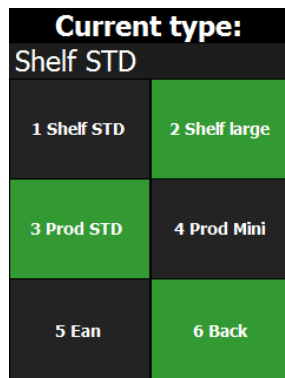 Current type:
Shelf STD
1 Shelf STD
2 Shelf large
3 Prod STD
4 Prod Mini
5 Ean
6 Back